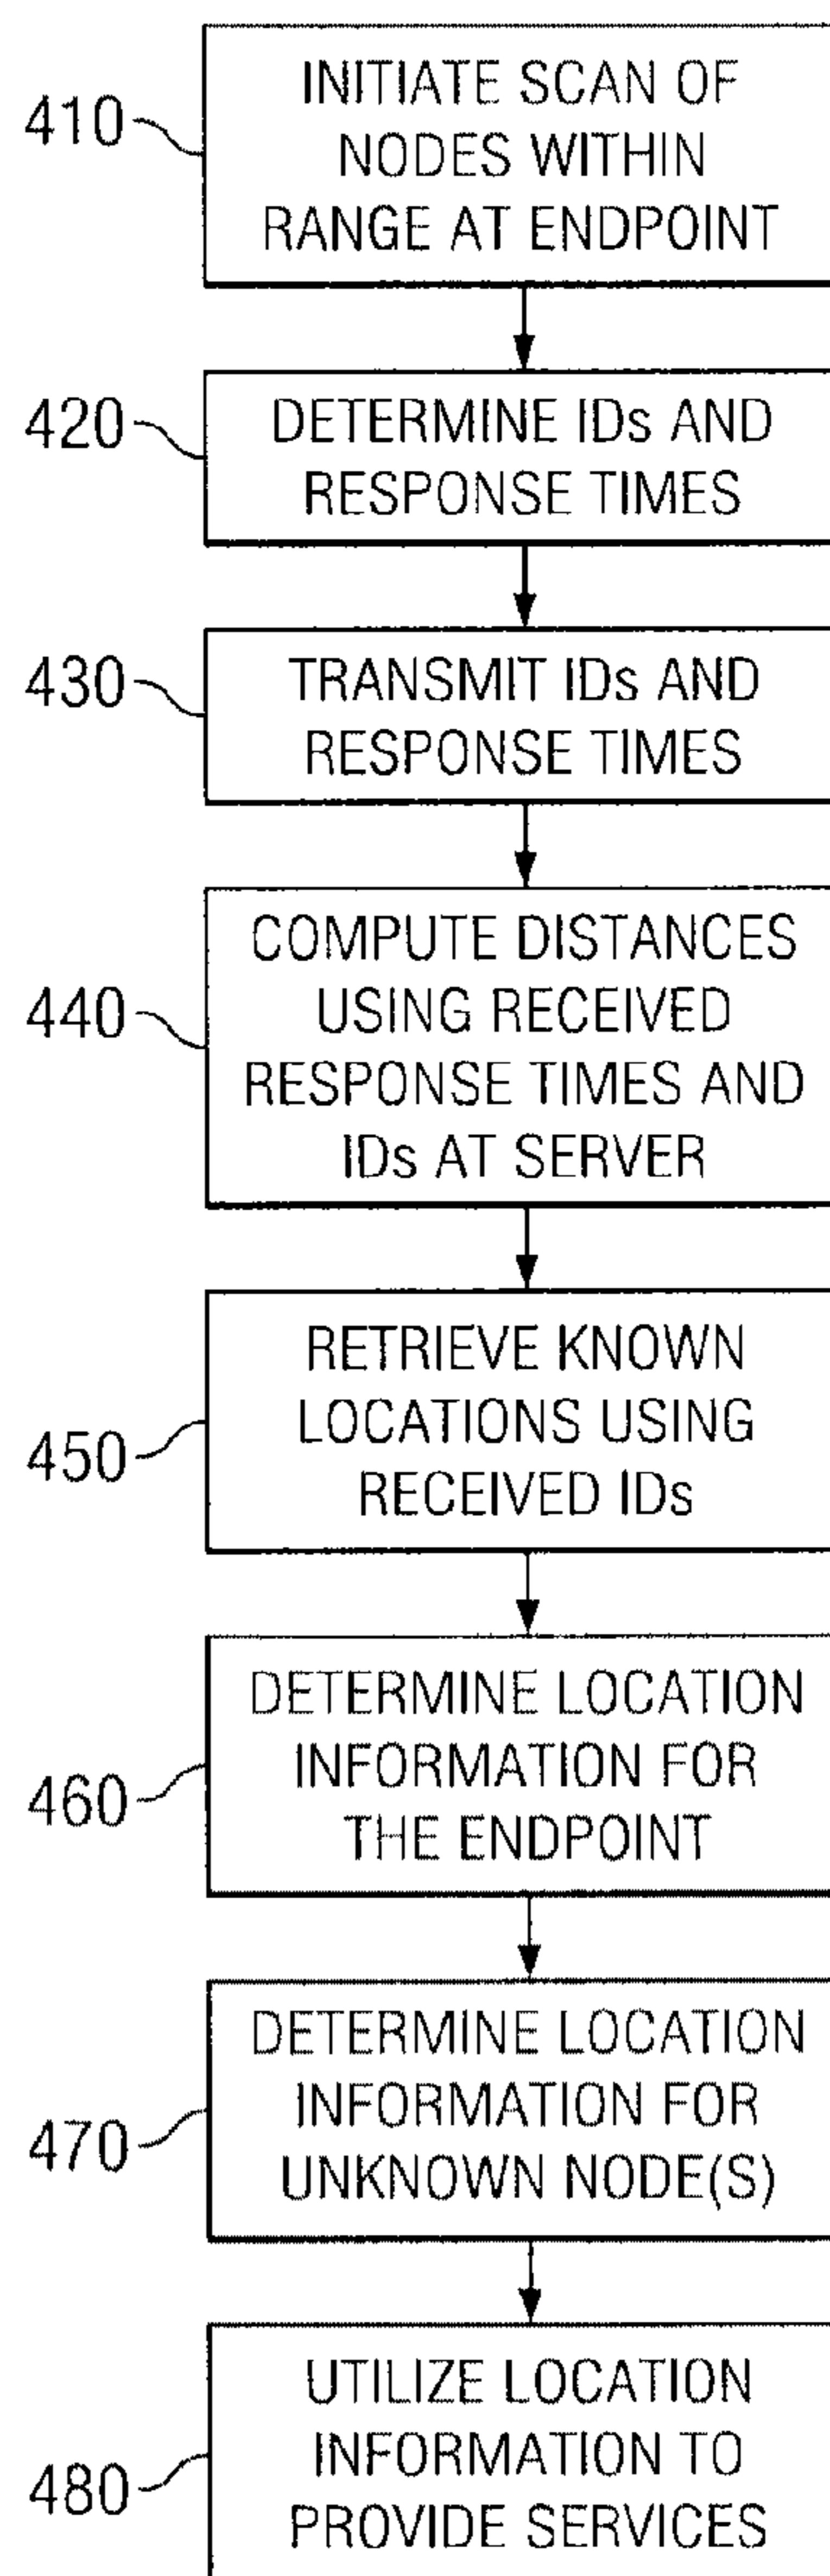 410
INITIATE SCAN OF
NODES WITHIN
RANGE AT ENDPOINT
420
DETERMINE IDs AND
RESPONSE TIMES
430
TRANSMIT IDs AND
RESPONSE TIMES
440
COMPUTE DISTANCES
USING RECEIVED
RESPONSE TIMES AND
IDs AT SERVER
450
RETRIEVE KNOWN
LOCATIONS USING
RECEIVED IDs
460
DETERMINE LOCATION
INFORMATION FOR
THE ENDPOINT
470
DETERMINE LOCATION
INFORMATION FOR
UNKNOWN NODE(S)
480
UTILIZE LOCATION
INFORMATION TO
PROVIDE SERVICES